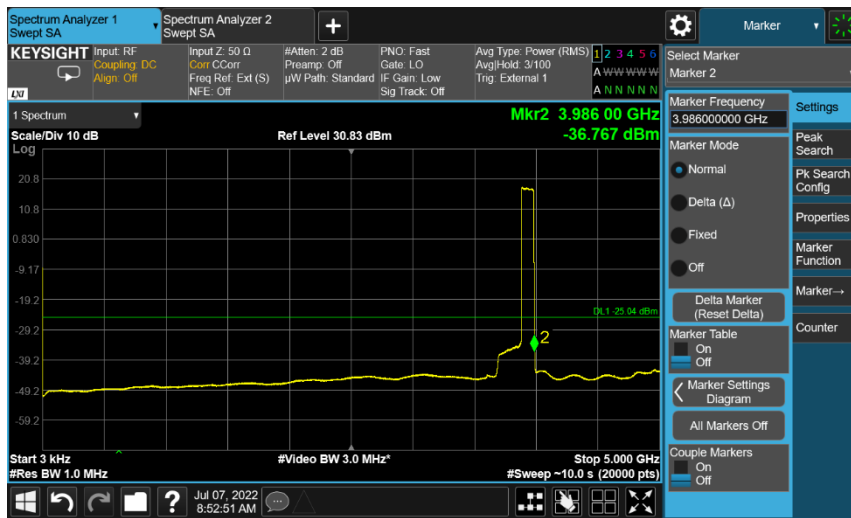 Spectrum Analyzer 1
Swept SA
Spectrum Analyzer 2
Swept SA
Marker
KEYSIGHT
LXI
Input: RF
Coupling: DC
Align: Off
Input Z: 50 Ω
Corr CCorr
Freq Ref: Ext (S)
NFE: Off
#Atten: 2 dB
Preamp: Off
µW Path: Standard
PNO: Fast
Gate: LO
IF Gain: Low
Sig Track: Off
Avg Type: Power (RMS)
Avg|Hold: 3/100
Trig: External 1
1 2 3 4 5 6
A W W W W W
A N N N N N
Select Marker
Marker 2
1 Spectrum
Mkr2 3.986 00 GHz
-36.767 dBm
Scale/Div 10 dB
Ref Level 30.83 dBm
Log
20.8
10.8
0.830
-9.17
-19.2
-29.2
-39.2
-49.2
-59.2
DL1 -25.04 dBm
2
Start 3 kHz
#Res BW 1.0 MHz
#Video BW 3.0 MHz*
Stop 5.000 GHz
#Sweep ~10.0 s (20000 pts)
Marker Frequency
3.986000000 GHz
Marker Mode
Normal
Delta (Δ)
Fixed
Off
Delta Marker
(Reset Delta)
Marker Table
On
Off
Marker Settings
Diagram
All Markers Off
Couple Markers
On
Off
Settings
Peak
Search
Pk Search
Config
Properties
Marker
Function
Marker→
Counter
?
Jul 07, 2022
8:52:51 AM